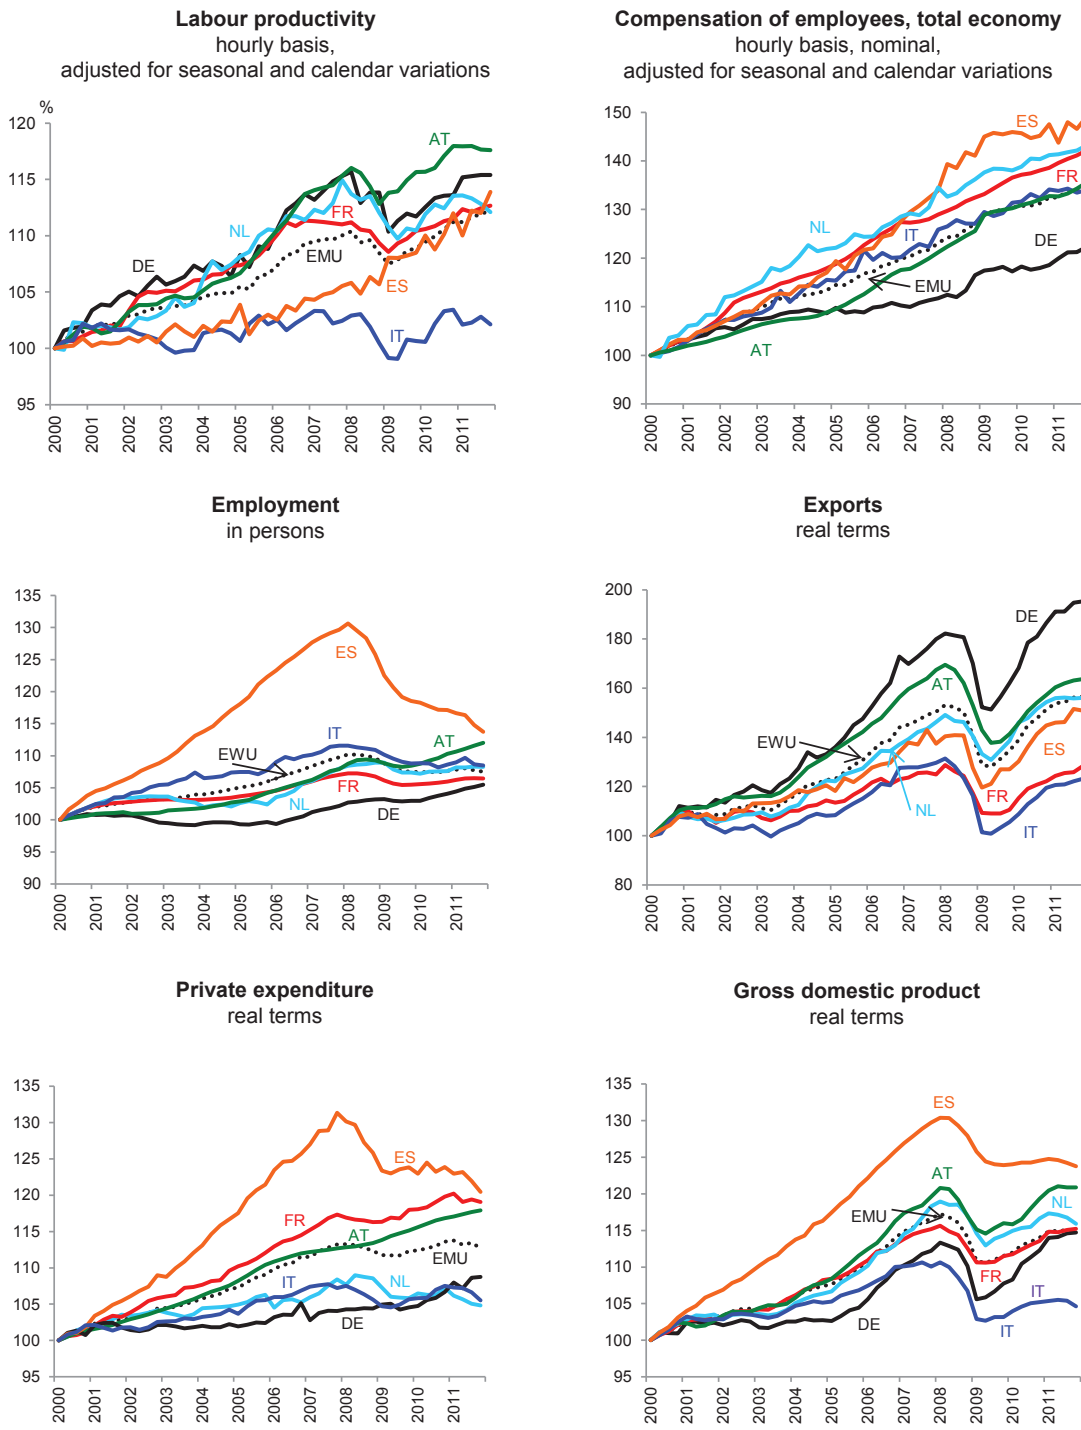 Labour productivity
hourly basis,
adjusted for seasonal and calendar variations
%
120
115
110
105
100
95
AT
FR
NL
EMU
DE
ES
IT
2000
2001
2002
2003
2004
2005
2006
2007
2008
2009
2010
2011
Compensation of employees, total economy
hourly basis, nominal,
adjusted for seasonal and calendar variations
150
140
130
120
110
100
90
ES
FR
NL
IT
DE
EMU
AT
2000
2001
2002
2003
2004
2005
2006
2007
2008
2009
2010
2011
Employment
in persons
135
130
125
120
115
110
105
100
95
90
ES
IT
AT
EWU
FR
NL
DE
2000
2001
2002
2003
2004
2005
2006
2007
2008
2009
2010
2011
Exports
real terms
200
180
160
140
120
100
80
DE
AT
EWU
ES
FR
NL
IT
2000
2001
2002
2003
2004
2005
2006
2007
2008
2009
2010
2011
Private expenditure
real terms
135
130
125
120
115
110
105
100
95
ES
FR
AT
EMU
IT
NL
DE
2000
2001
2002
2003
2004
2005
2006
2007
2008
2009
2010
2011
Gross domestic product
real terms
135
130
125
120
115
110
105
100
95
ES
AT
NL
EMU
FR
IT
DE
IT
2000
2001
2002
2003
2004
2005
2006
2007
2008
2009
2010
2011